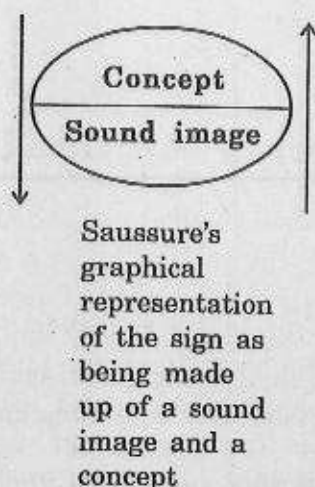 Concept
Sound image
Saussure's
graphical
representation
of the sign as
being made
up of a sound
image and a
concept